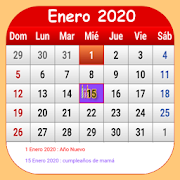 Enero 2020
Dom Lun Mar Mié Jue Vie Sáb
29 30 31 1 2 3 4
5 6 7 8 9 10 11
12 13 14 15 16 17 18
19 20 21 22 23 24 25
26 27 28 29 30 31 1
1 Enero 2020 : Año Nuevo
15 Enero 2020 : cumpleaños de mamá